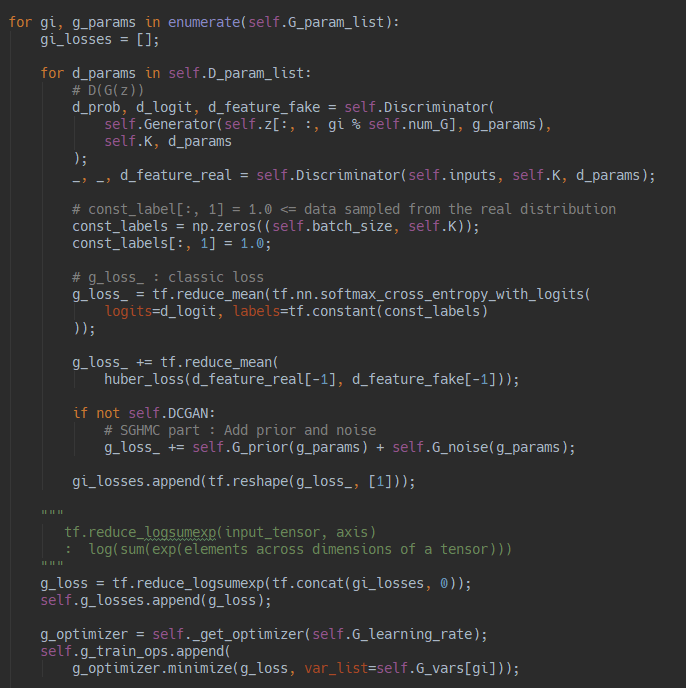 for gi, g_params in enumerate(self.G_param_list):
    gi_losses = [];

    for d_params in self.D_param_list:
        # D(G(z))
        d_prob, d_logit, d_feature_fake = self.Discriminator(
            self.Generator(self.z[:, :, gi % self.num_G], g_params),
            self.K, d_params
        );
        _, _, d_feature_real = self.Discriminator(self.inputs, self.K, d_params);

        # const_label[:, 1] = 1.0 <= data sampled from the real distribution
        const_labels = np.zeros((self.batch_size, self.K));
        const_labels[:, 1] = 1.0;

        # g_loss_ : classic loss
        g_loss_ = tf.reduce_mean(tf.nn.softmax_cross_entropy_with_logits(
            logits=d_logit, labels=tf.constant(const_labels)
        ));

        g_loss_ += tf.reduce_mean(
            huber_loss(d_feature_real[-1], d_feature_fake[-1]));

        if not self.DCGAN:
            # SGHMC part : Add prior and noise
            g_loss_ += self.G_prior(g_params) + self.G_noise(g_params);

        gi_losses.append(tf.reshape(g_loss_, [1]));

    """
       tf.reduce_logsumexp(input_tensor, axis)
       :  log(sum(exp(elements across dimensions of a tensor)))
    """
    g_loss = tf.reduce_logsumexp(tf.concat(gi_losses, 0));
    self.g_losses.append(g_loss);

    g_optimizer = self._get_optimizer(self.G_learning_rate);
    self.g_train_ops.append(
        g_optimizer.minimize(g_loss, var_list=self.G_vars[gi]));